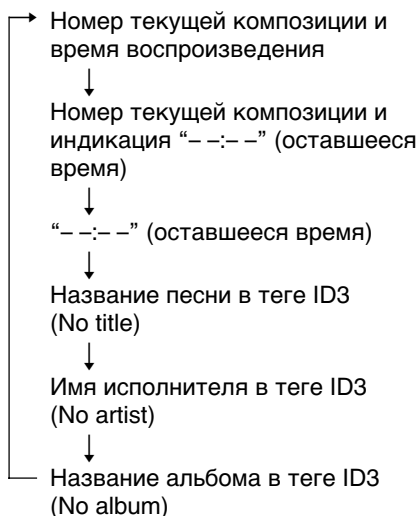 Номер текущей композиции и
время воспроизведения
Номер текущей композиции и
индикация “– –:– –” (оставшееся
время)
“– –:– –” (оставшееся время)
Название песни в теге ID3
(No title)
Имя исполнителя в теге ID3
(No artist)
Название альбома в теге ID3
(No album)